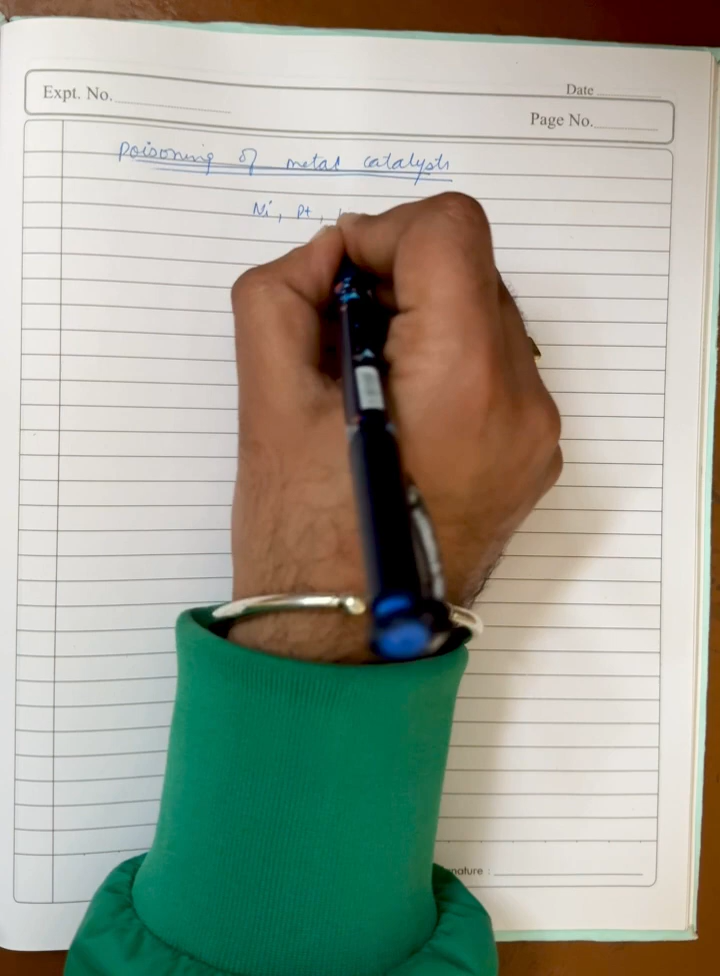 Expt. No.
Date
Page No.
Poisoning of metal catalysts
Ni, Pt,
nature :